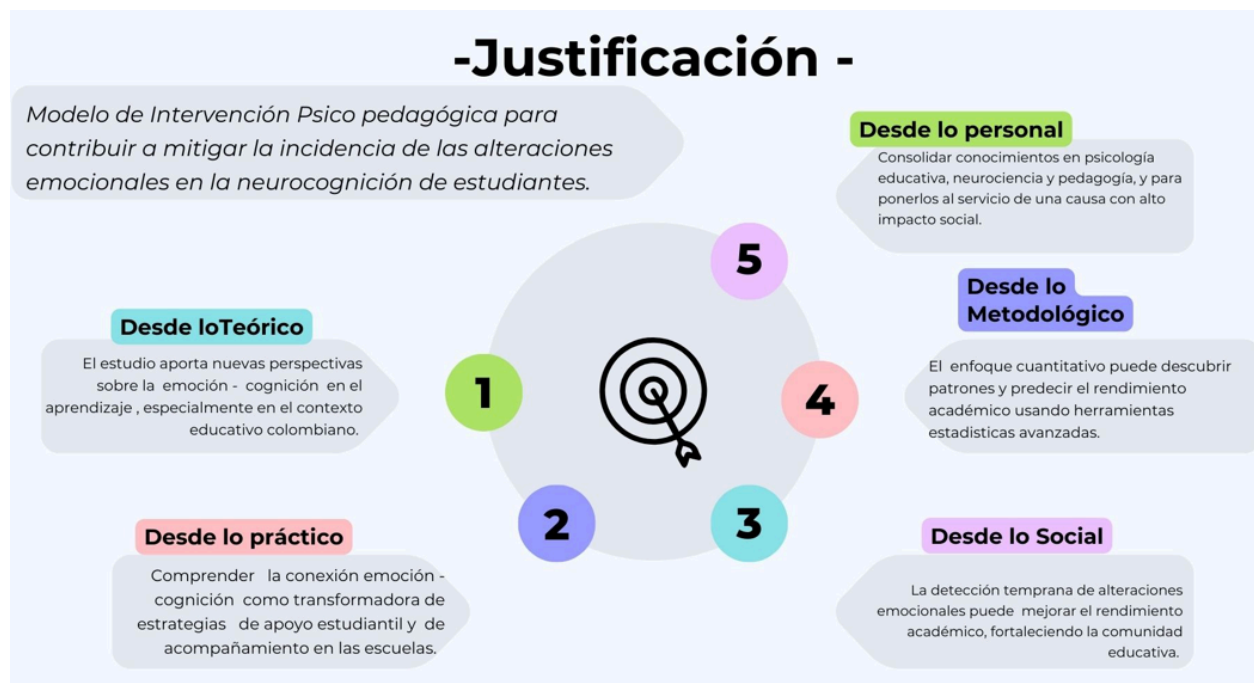 -Justificación -
Modelo de Intervención Psico pedagógica para
contribuir a mitigar la incidencia de las alteraciones
emocionales en la neurocognición de estudiantes.
Desde loTeórico
El estudio aporta nuevas perspectivas
sobre la emoción - cognición en el
aprendizaje , especialmente en el contexto
educativo colombiano.
Desde lo práctico
Comprender la conexión emoción -
cognición como transformadora de
estrategias de apoyo estudiantil y de
acompañamiento en las escuelas.
1
2
3
4
5
Desde lo personal
Consolidar conocimientos en psicología
educativa, neurociencia y pedagogía, y para
ponerlos al servicio de una causa con alto
impacto social.
Desde lo
Metodológico
El enfoque cuantitativo puede descubrir
patrones y predecir el rendimiento
académico usando herramientas
estadisticas avanzadas.
Desde lo Social
La detección temprana de alteraciones
emocionales puede mejorar el rendimiento
académico, fortaleciendo la comunidad
educativa.